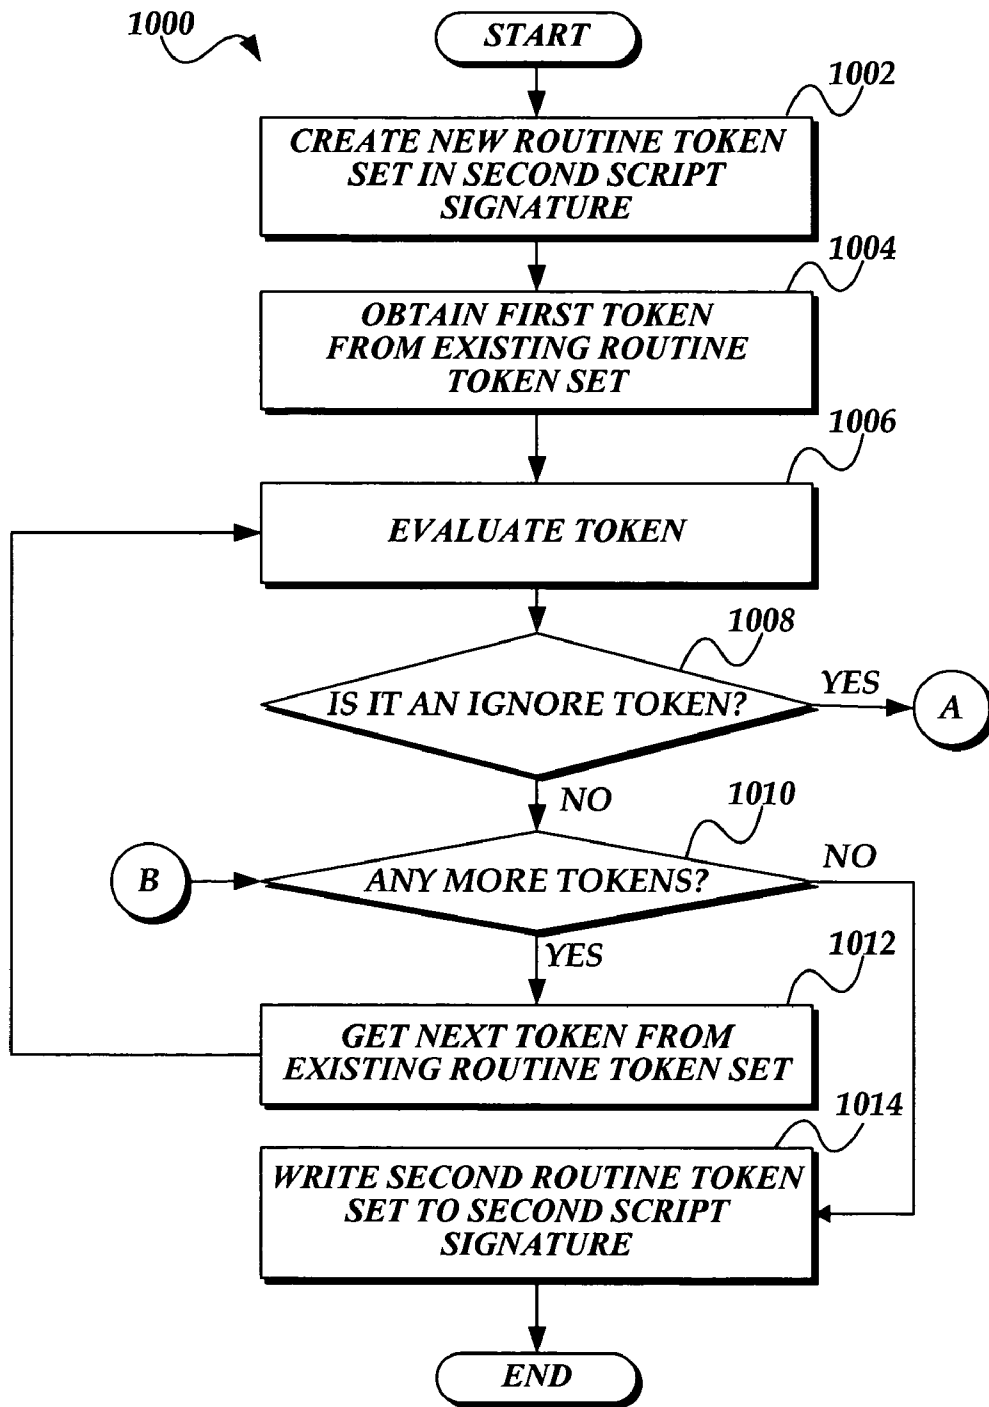 1000
START
1002
CREATE NEW ROUTINE TOKEN
SET IN SECOND SCRIPT
SIGNATURE
1004
OBTAIN FIRST TOKEN
FROM EXISTING ROUTINE
TOKEN SET
1006
EVALUATE TOKEN
1008
IS IT AN IGNORE TOKEN?
YES
A
NO
1010
B
ANY MORE TOKENS?
NO
YES
1012
GET NEXT TOKEN FROM
EXISTING ROUTINE TOKEN SET
1014
WRITE SECOND ROUTINE TOKEN
SET TO SECOND SCRIPT
SIGNATURE
END